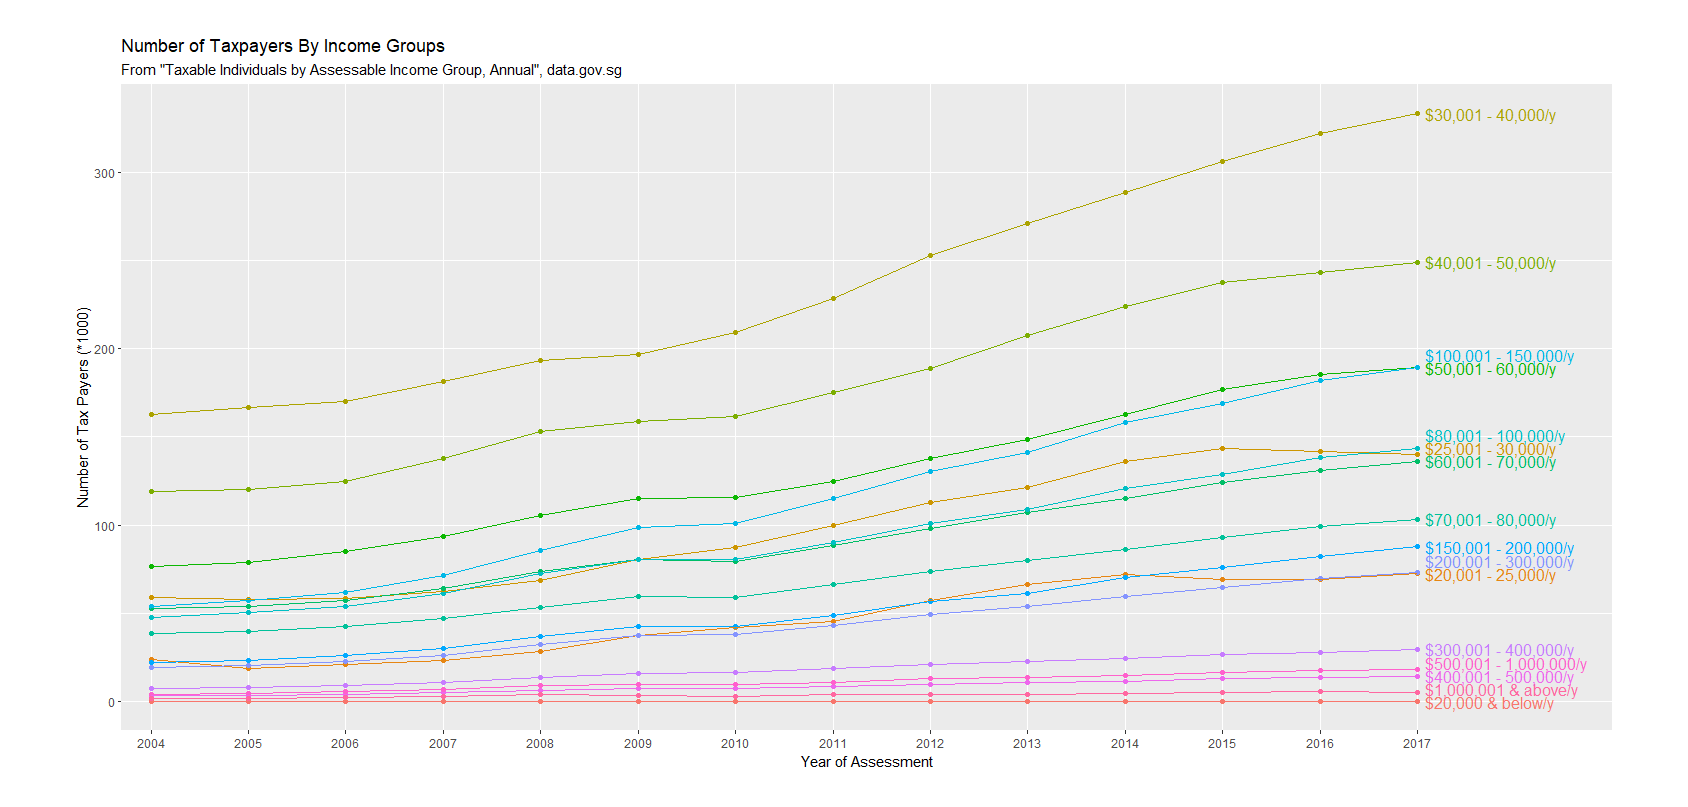 Number of Taxpayers By Income Groups
From "Taxable Individuals by Assessable Income Group, Annual", data.gov.sg
Number of Tax Payers (*1000)
300
200
100
0
$30,001 - 40,000/y
$40,001 - 50,000/y
$100,001 - 150,000/y
$50,001 - 60,000/y
$80,001 - 100,000/y
$25,001 - 30,000/y
$60,001 - 70,000/y
$70,001 - 80,000/y
$150,001 - 200,000/y
$200,001 - 300,000/y
$20,001 - 25,000/y
$300,001 - 400,000/y
$500,001 - 1,000,000/y
$400,001 - 500,000/y
$1,000,001 & above/y
$20,000 & below/y
2004 2005 2006 2007 2008 2009 2010 2011 2012 2013 2014 2015 2016 2017
Year of Assessment